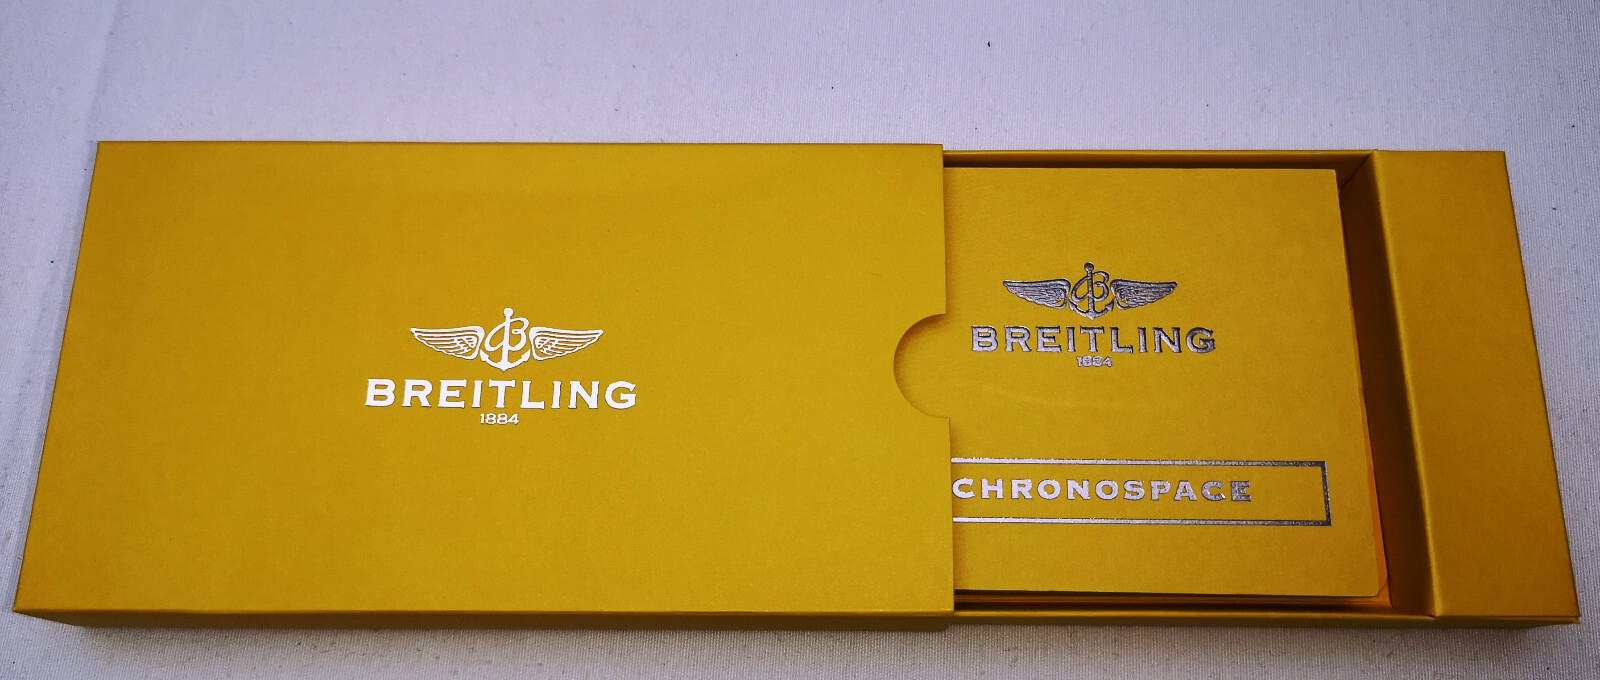 BREITLING
1884
BREITLING
1884
CHRONOSPACE